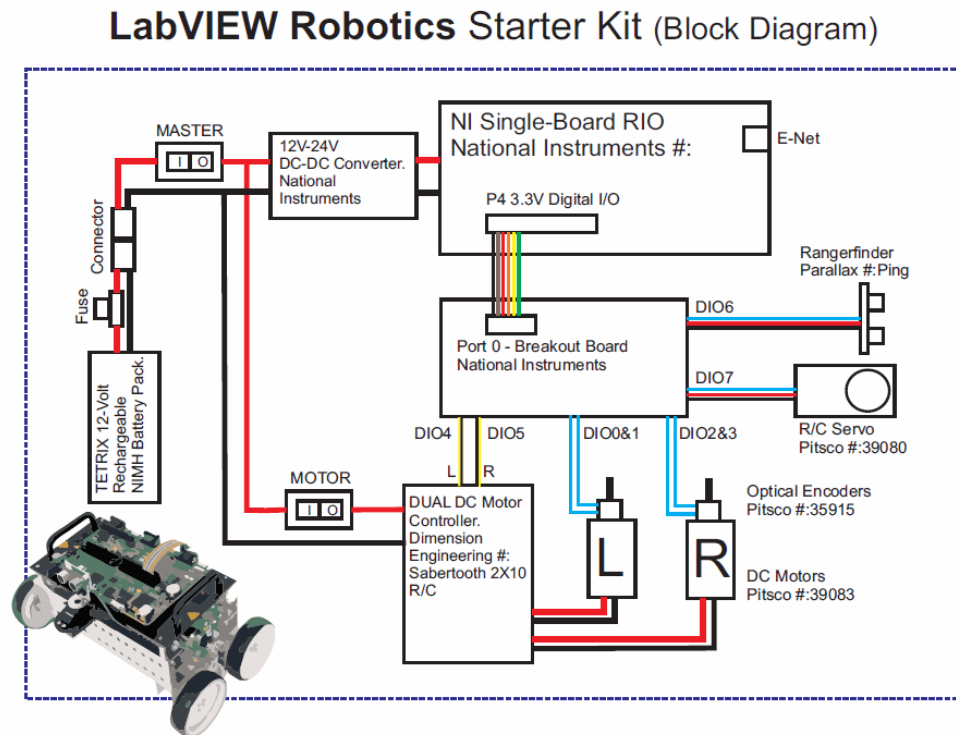 LabVIEW Robotics Starter Kit (Block Diagram)
MASTER
I O
12V-24V
DC-DC Converter.
National
Instruments
NI Single-Board RIO
National Instruments #:
E-Net
P4 3.3V Digital I/O
Connector
Fuse
TETRIX 12-Volt
Rechargeable
NIMH Battery Pack.
Port 0 - Breakout Board
National Instruments
DIO6
Rangerfinder
Parallax #:Ping
DIO7
R/C Servo
Pitsco #:39080
DIO4
DIO5
DIO0&1
DIO2&3
L
R
MOTOR
I O
DUAL DC Motor
Controller.
Dimension
Engineering #:
Sabertooth 2X10
R/C
Optical Encoders
Pitsco #:35915
L
R
DC Motors
Pitsco #:39083